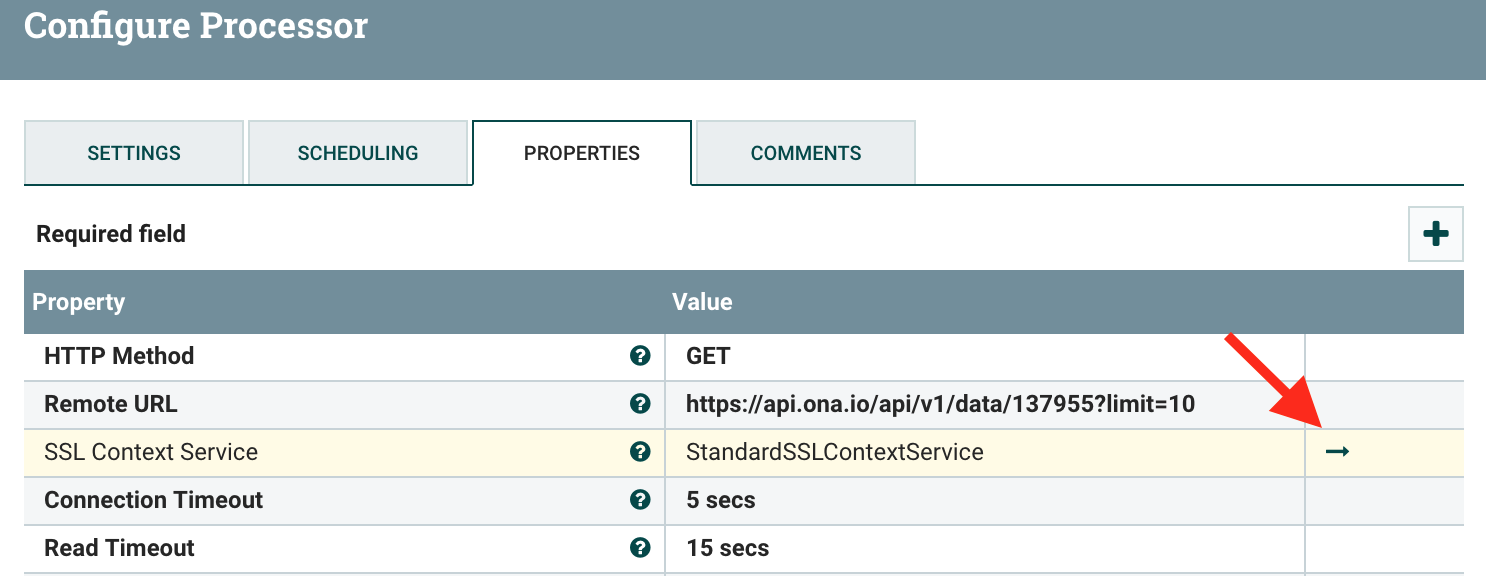 Configure Processor
SETTINGS SCHEDULING PROPERTIES COMMENTS
Required field
Property Value
HTTP Method GET
Remote URL https://api.ona.io/api/v1/data/137955?limit=10
SSL Context Service StandardSSLContextService
Connection Timeout 5 secs
Read Timeout 15 secs